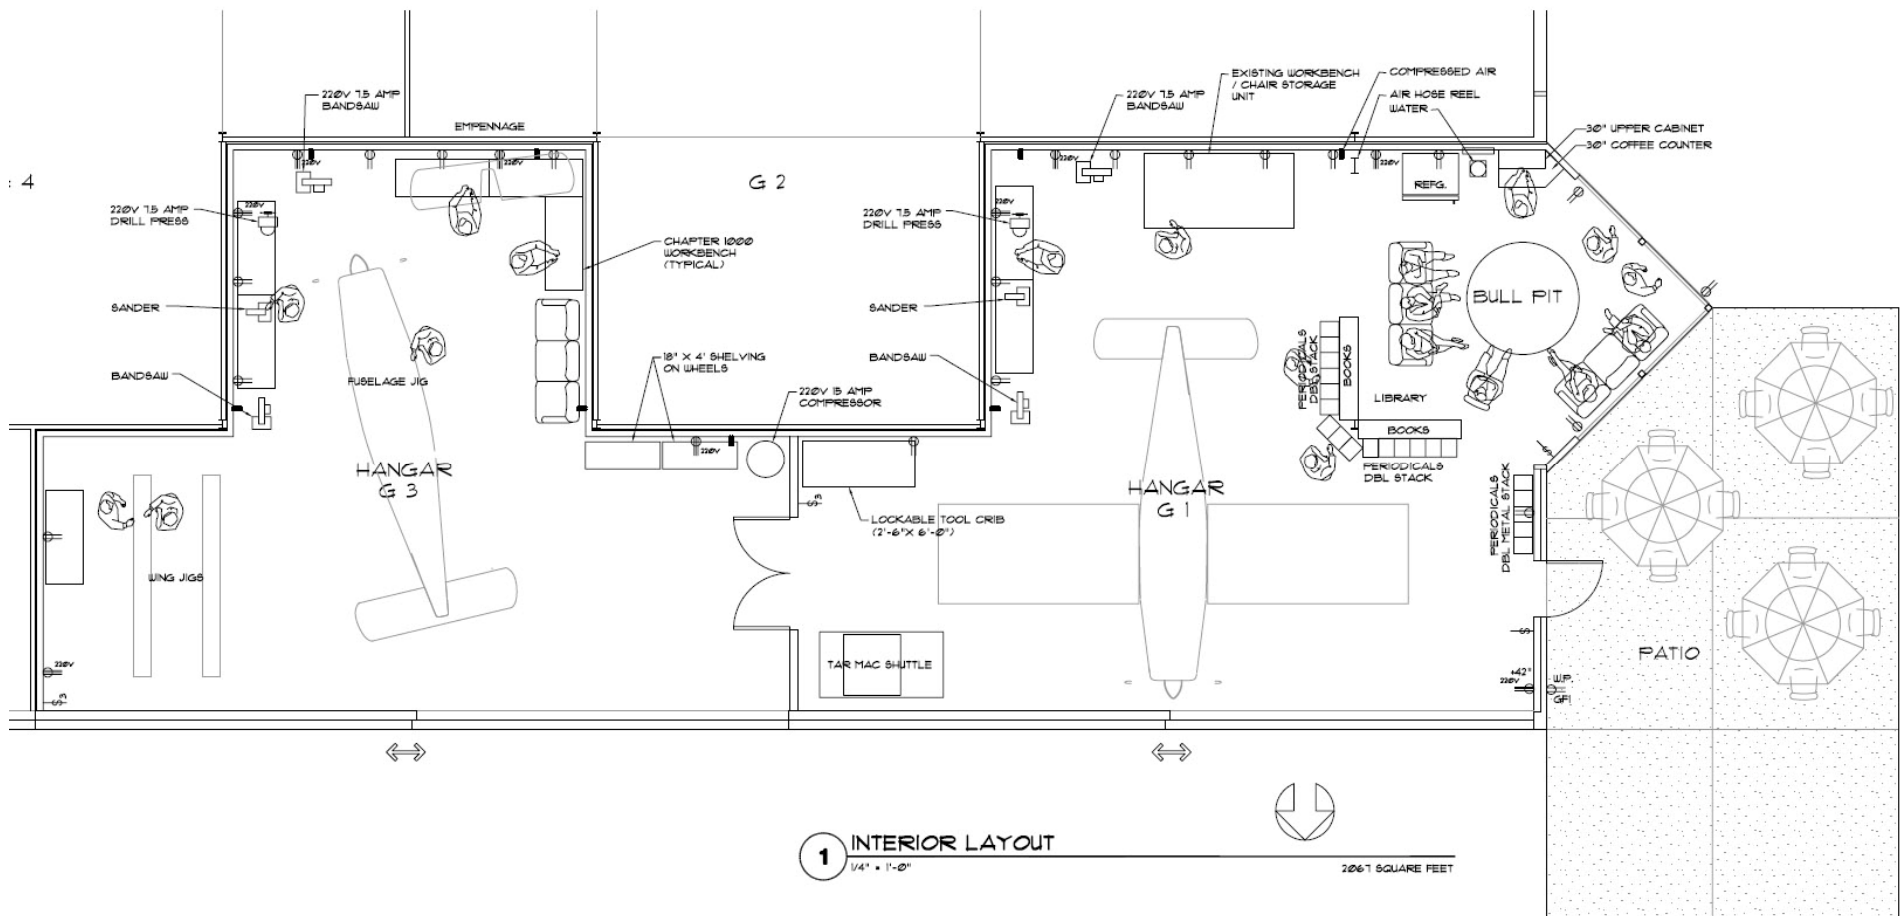 220V 7.5 AMP
BANDSAW
EMPENNAGE
220V 7.5 AMP
BANDSAW
EXISTING WORKBENCH
/ CHAIR STORAGE
UNIT
COMPRESSED AIR
AIR HOSE REEL
WATER
30" UPPER CABINET
30" COFFEE COUNTER
220V
220V
220V
220V
4
G 2
REFG.
220V 7.5 AMP
DRILL PRESS
220V
220V 7.5 AMP
DRILL PRESS
220V
CHAPTER 1000
WORKBENCH
(TYPICAL)
SANDER
SANDER
BULL PIT
BANDSAW
FUSELAGE JIG
18" X 4' SHELVING
ON WHEELS
220V 15 AMP
COMPRESSOR
BANDSAW
PERIODICALS
DBL STACK
BOOKS
LIBRARY
BOOKS
PERIODICALS
DBL STACK
220V
HANGAR
G 3
HANGAR
G 1
$
$3
LOCKABLE TOOL CRIB
(2'-6"X 6'-0")
PERIODICALS
DBL METAL STACK
WING JIGS
220V
$3
TAR MAC SHUTTLE
$
PATIO
+42"
220V
W.P.
GFI
1
INTERIOR LAYOUT
1/4" = 1'-0"
2067 SQUARE FEET